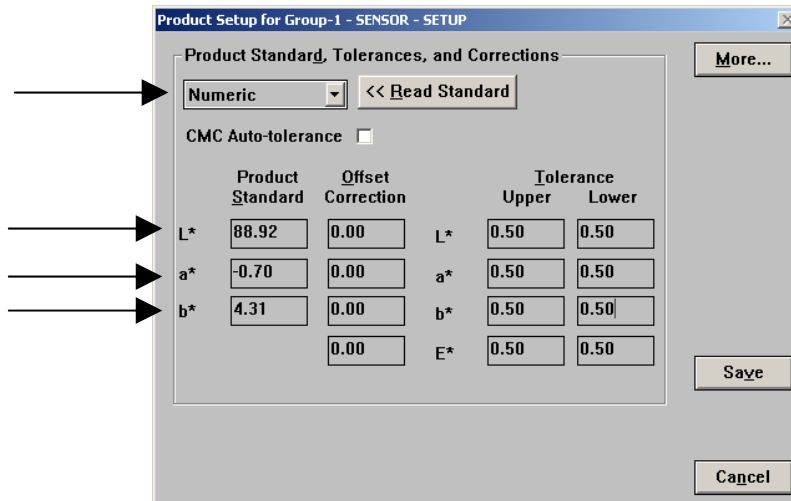 Product Setup for Group-1 - SENSOR - SETUP
Product Standard, Tolerances, and Corrections
More...
Numeric << Read Standard
CMC Auto-tolerance
Product Offset Tolerance
Standard Correction Upper Lower
L* 88.92 0.00 L* 0.50 0.50
a* -0.70 0.00 a* 0.50 0.50
b* 4.31 0.00 b* 0.50 0.50
0.00 E* 0.50 0.50
Save
Cancel